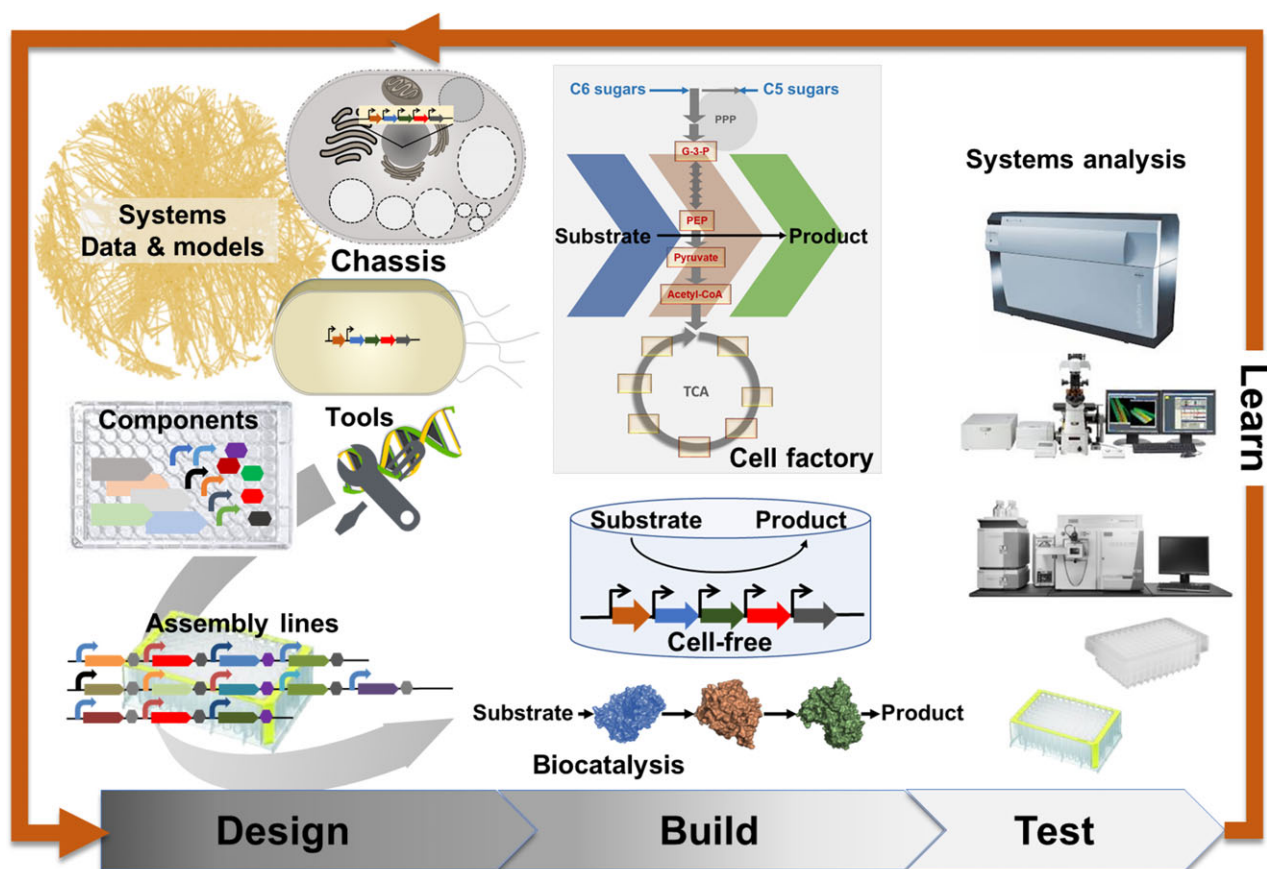 Systems
Data & models
Chassis
Components
Tools
Assembly lines
C6 sugars
C5 sugars
PPP
G-3-P
PEP
Substrate
Product
Pyruvate
Acetyl-CoA
TCA
Cell factory
Substrate
Product
Cell-free
Substrate
Product
Biocatalysis
Systems analysis
Learn
Design
Build
Test